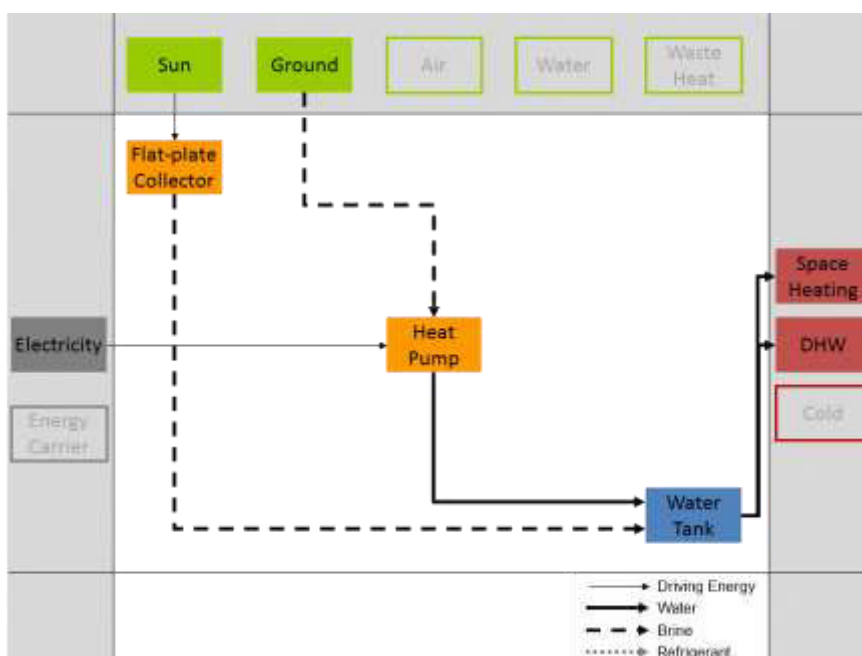 Sun
Ground
Air
Water
Waste
Heat
Flat-plate
Collector
Space
Heating
Electricity
Heat
Pump
DHW
Energy
Carrier
Cold
Water
Tank
Driving Energy
Water
Brine
Refrigerant